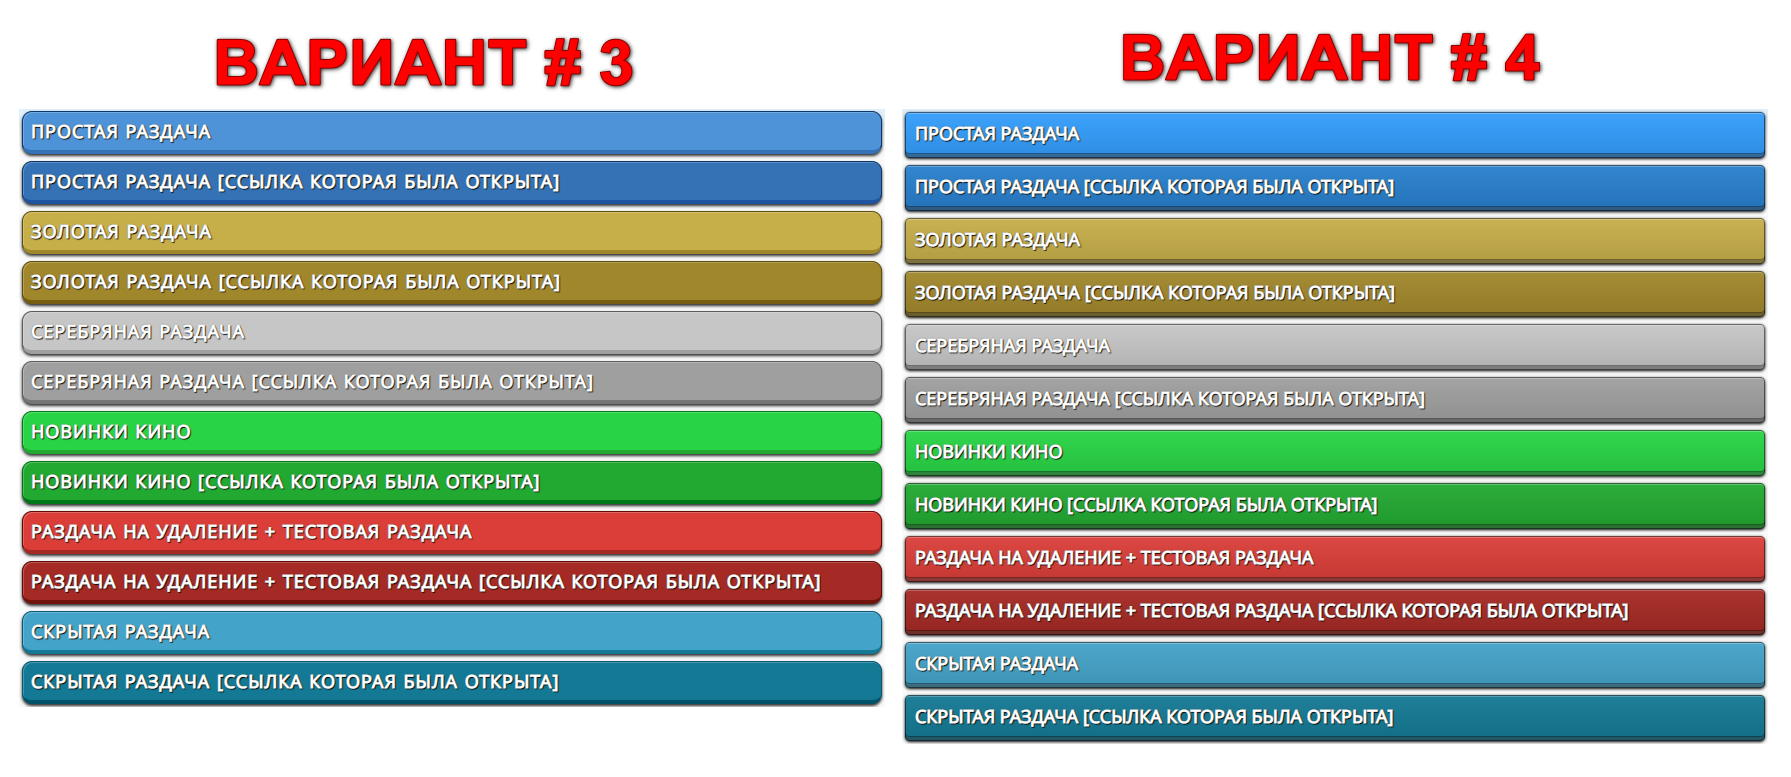 ВАРИАНТ # 3
ПРОСТАЯ РАЗДАЧА
ПРОСТАЯ РАЗДАЧА [ССЫЛКА КОТОРАЯ БЫЛА ОТКРЫТА]
ЗОЛОТАЯ РАЗДАЧА
ЗОЛОТАЯ РАЗДАЧА [ССЫЛКА КОТОРАЯ БЫЛА ОТКРЫТА]
СЕРЕБРЯНАЯ РАЗДАЧА
СЕРЕБРЯНАЯ РАЗДАЧА [ССЫЛКА КОТОРАЯ БЫЛА ОТКРЫТА]
НОВИНКИ КИНО
НОВИНКИ КИНО [ССЫЛКА КОТОРАЯ БЫЛА ОТКРЫТА]
РАЗДАЧА НА УДАЛЕНИЕ + ТЕСТОВАЯ РАЗДАЧА
РАЗДАЧА НА УДАЛЕНИЕ + ТЕСТОВАЯ РАЗДАЧА [ССЫЛКА КОТОРАЯ БЫЛА ОТКРЫТА]
СКРЫТАЯ РАЗДАЧА
СКРЫТАЯ РАЗДАЧА [ССЫЛКА КОТОРАЯ БЫЛА ОТКРЫТА]
ВАРИАНТ # 4
ПРОСТАЯ РАЗДАЧА
ПРОСТАЯ РАЗДАЧА [ССЫЛКА КОТОРАЯ БЫЛА ОТКРЫТА]
ЗОЛОТАЯ РАЗДАЧА
ЗОЛОТАЯ РАЗДАЧА [ССЫЛКА КОТОРАЯ БЫЛА ОТКРЫТА]
СЕРЕБРЯНАЯ РАЗДАЧА
СЕРЕБРЯНАЯ РАЗДАЧА [ССЫЛКА КОТОРАЯ БЫЛА ОТКРЫТА]
НОВИНКИ КИНО
НОВИНКИ КИНО [ССЫЛКА КОТОРАЯ БЫЛА ОТКРЫТА]
РАЗДАЧА НА УДАЛЕНИЕ + ТЕСТОВАЯ РАЗДАЧА
РАЗДАЧА НА УДАЛЕНИЕ + ТЕСТОВАЯ РАЗДАЧА [ССЫЛКА КОТОРАЯ БЫЛА ОТКРЫТА]
СКРЫТАЯ РАЗДАЧА
СКРЫТАЯ РАЗДАЧА [ССЫЛКА КОТОРАЯ БЫЛА ОТКРЫТА]